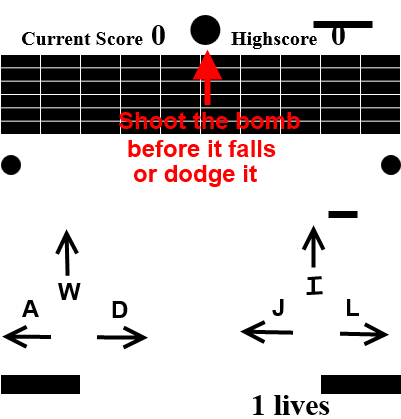 Current Score 0 Highscore 0
Shoot the bomb
before it falls
or dodge it
W I
A D J L
1 lives